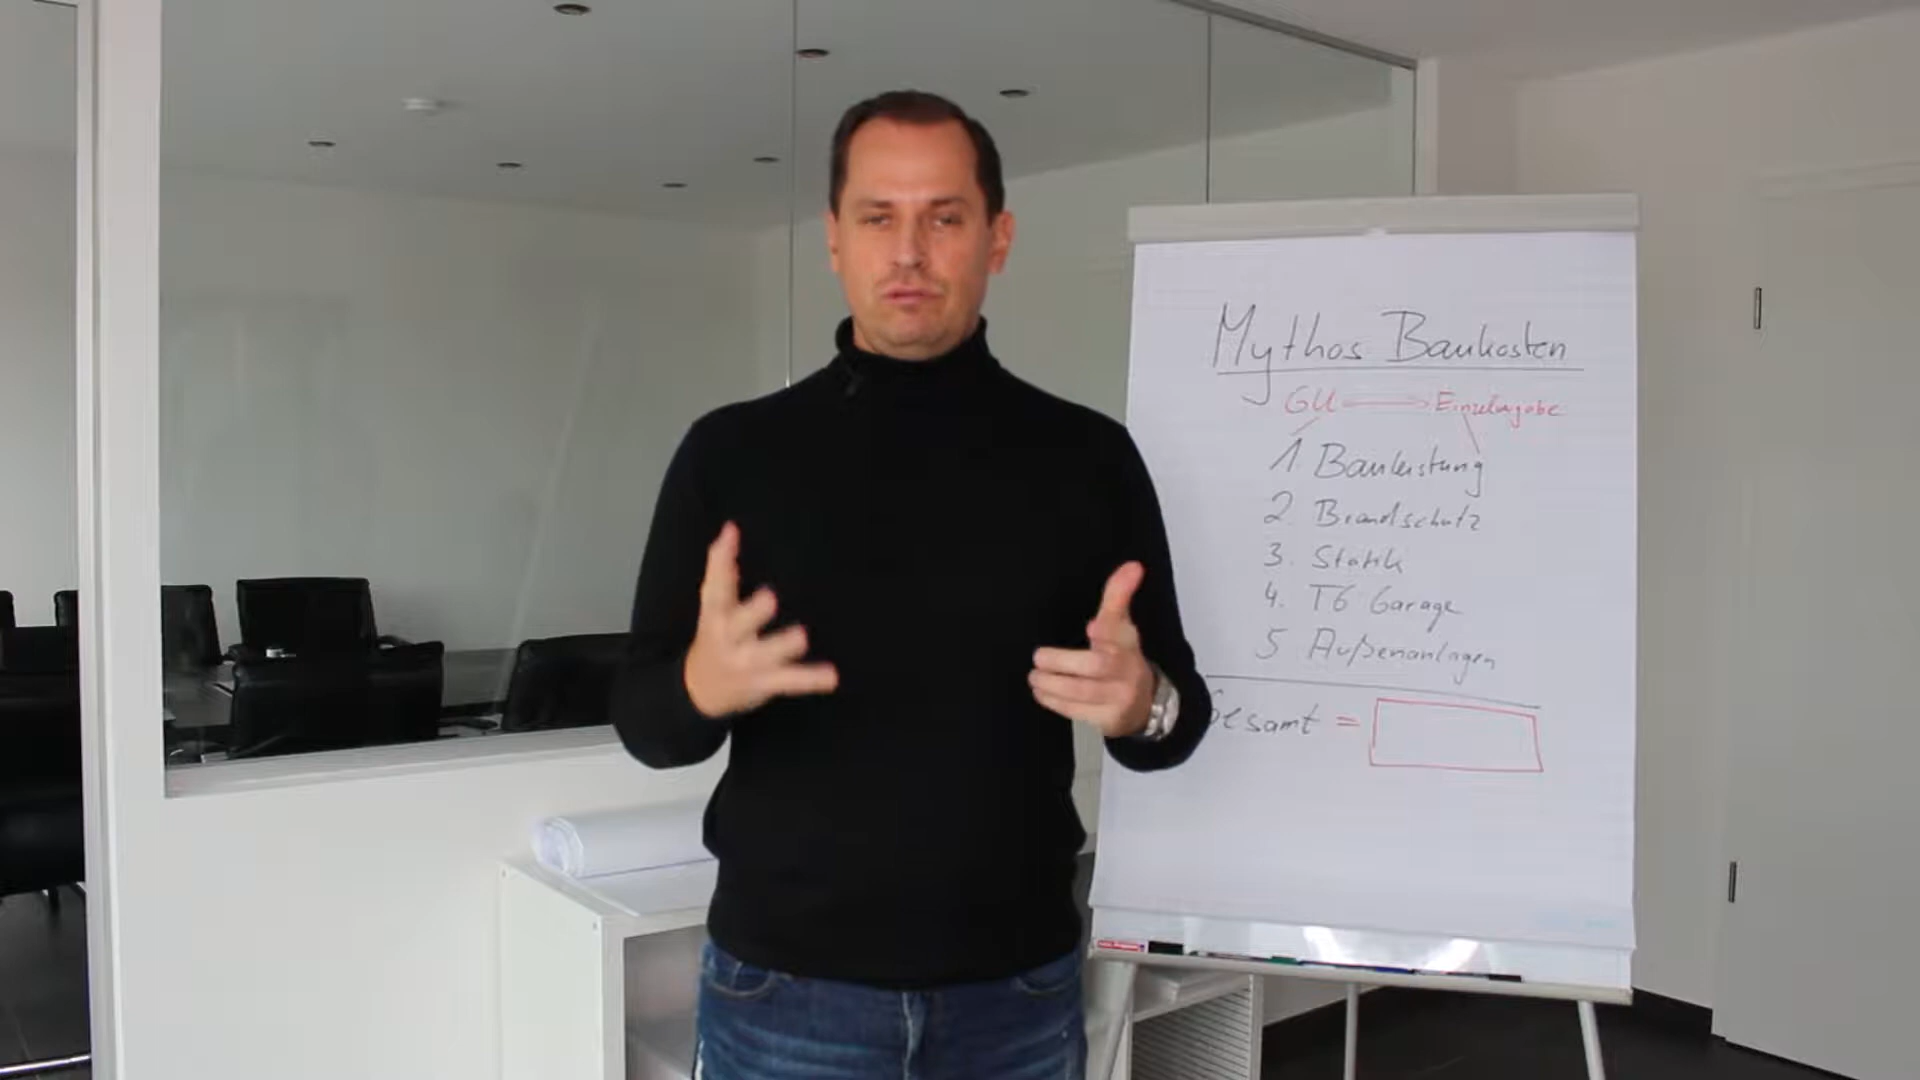 Mythos Baukosten
GU Einzelvergabe
1 Bauleistung
2. Brandschutz
3. Statik
4. TG Garage
5 Außenanlagen
Gesamt =